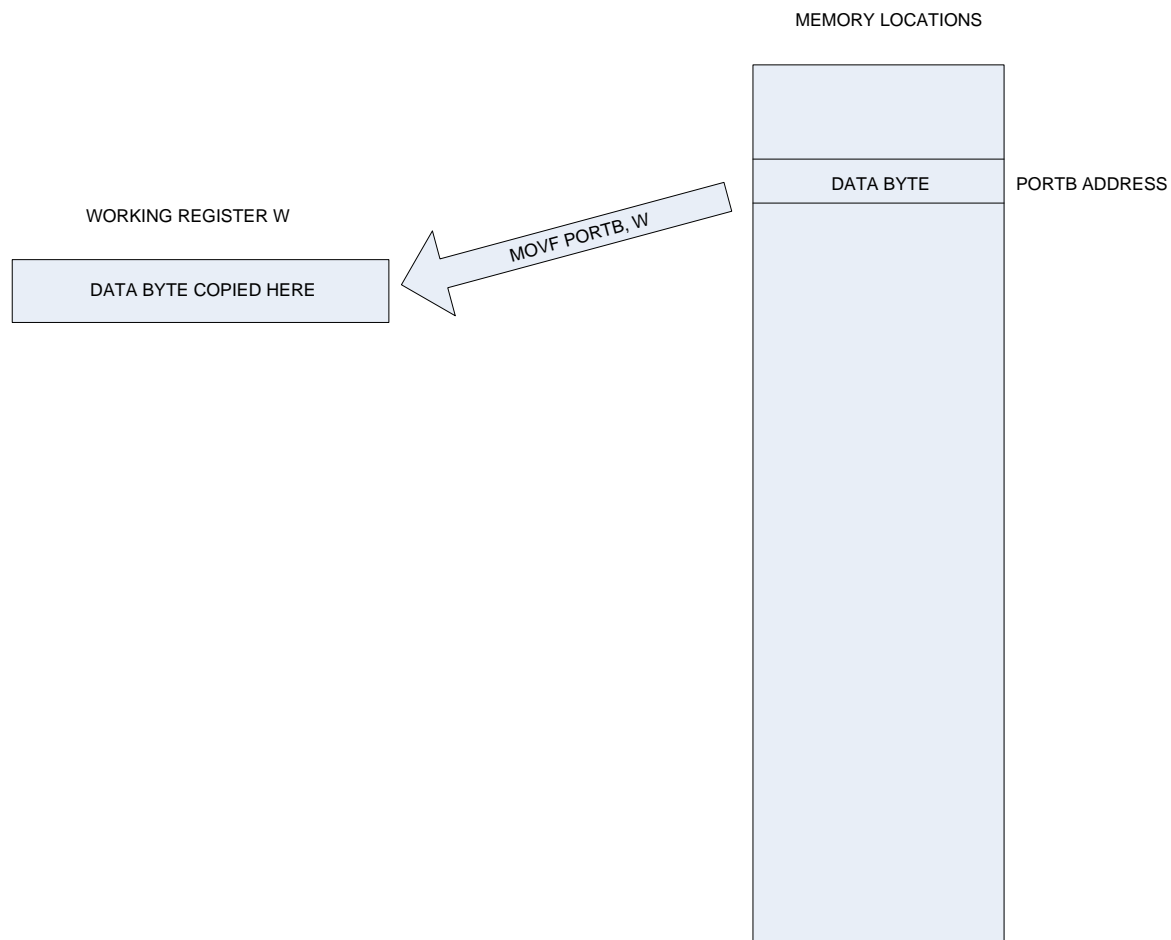 MEMORY LOCATIONS
DATA BYTE
PORTB ADDRESS
WORKING REGISTER W
MOVF PORTB, W
DATA BYTE COPIED HERE